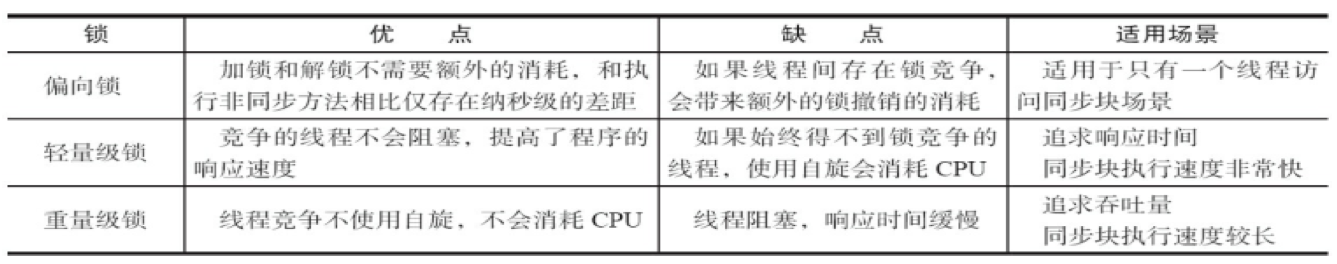 锁 优 点 缺 点 适用场景
偏向锁 加锁和解锁不需要额外的消耗，和执行非同步方法相比仅存在纳秒级的差距 如果线程间存在锁竞争，会带来额外的锁撤销的消耗 适用于只有一个线程访问同步块场景
轻量级锁 竞争的线程不会阻塞，提高了程序的响应速度 如果始终得不到锁竞争的线程，使用自旋会消耗 CPU 追求响应时间 同步块执行速度非常快
重量级锁 线程竞争不使用自旋，不会消耗 CPU 线程阻塞，响应时间缓慢 追求吞吐量 同步块执行速度较长